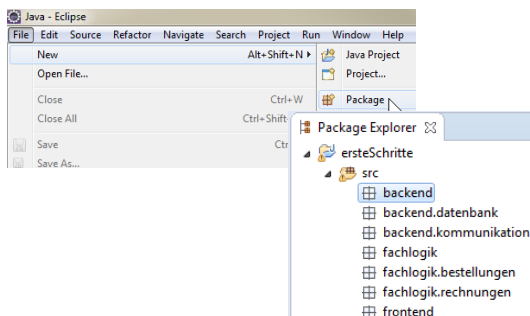 Java - Eclipse
File Edit Source Refactor Navigate Search Project Run Window Help
New Alt+Shift+N
Java Project
Open File...
Project...
Close Ctrl+W
Package
Close All Ctrl+Shift
Save Ctr
Save As...
Package Explorer
ersteSchritte
src
backend
backend.datenbank
backend.kommunikation
fachlogik
fachlogik.bestellungen
fachlogik.rechnungen
frontend